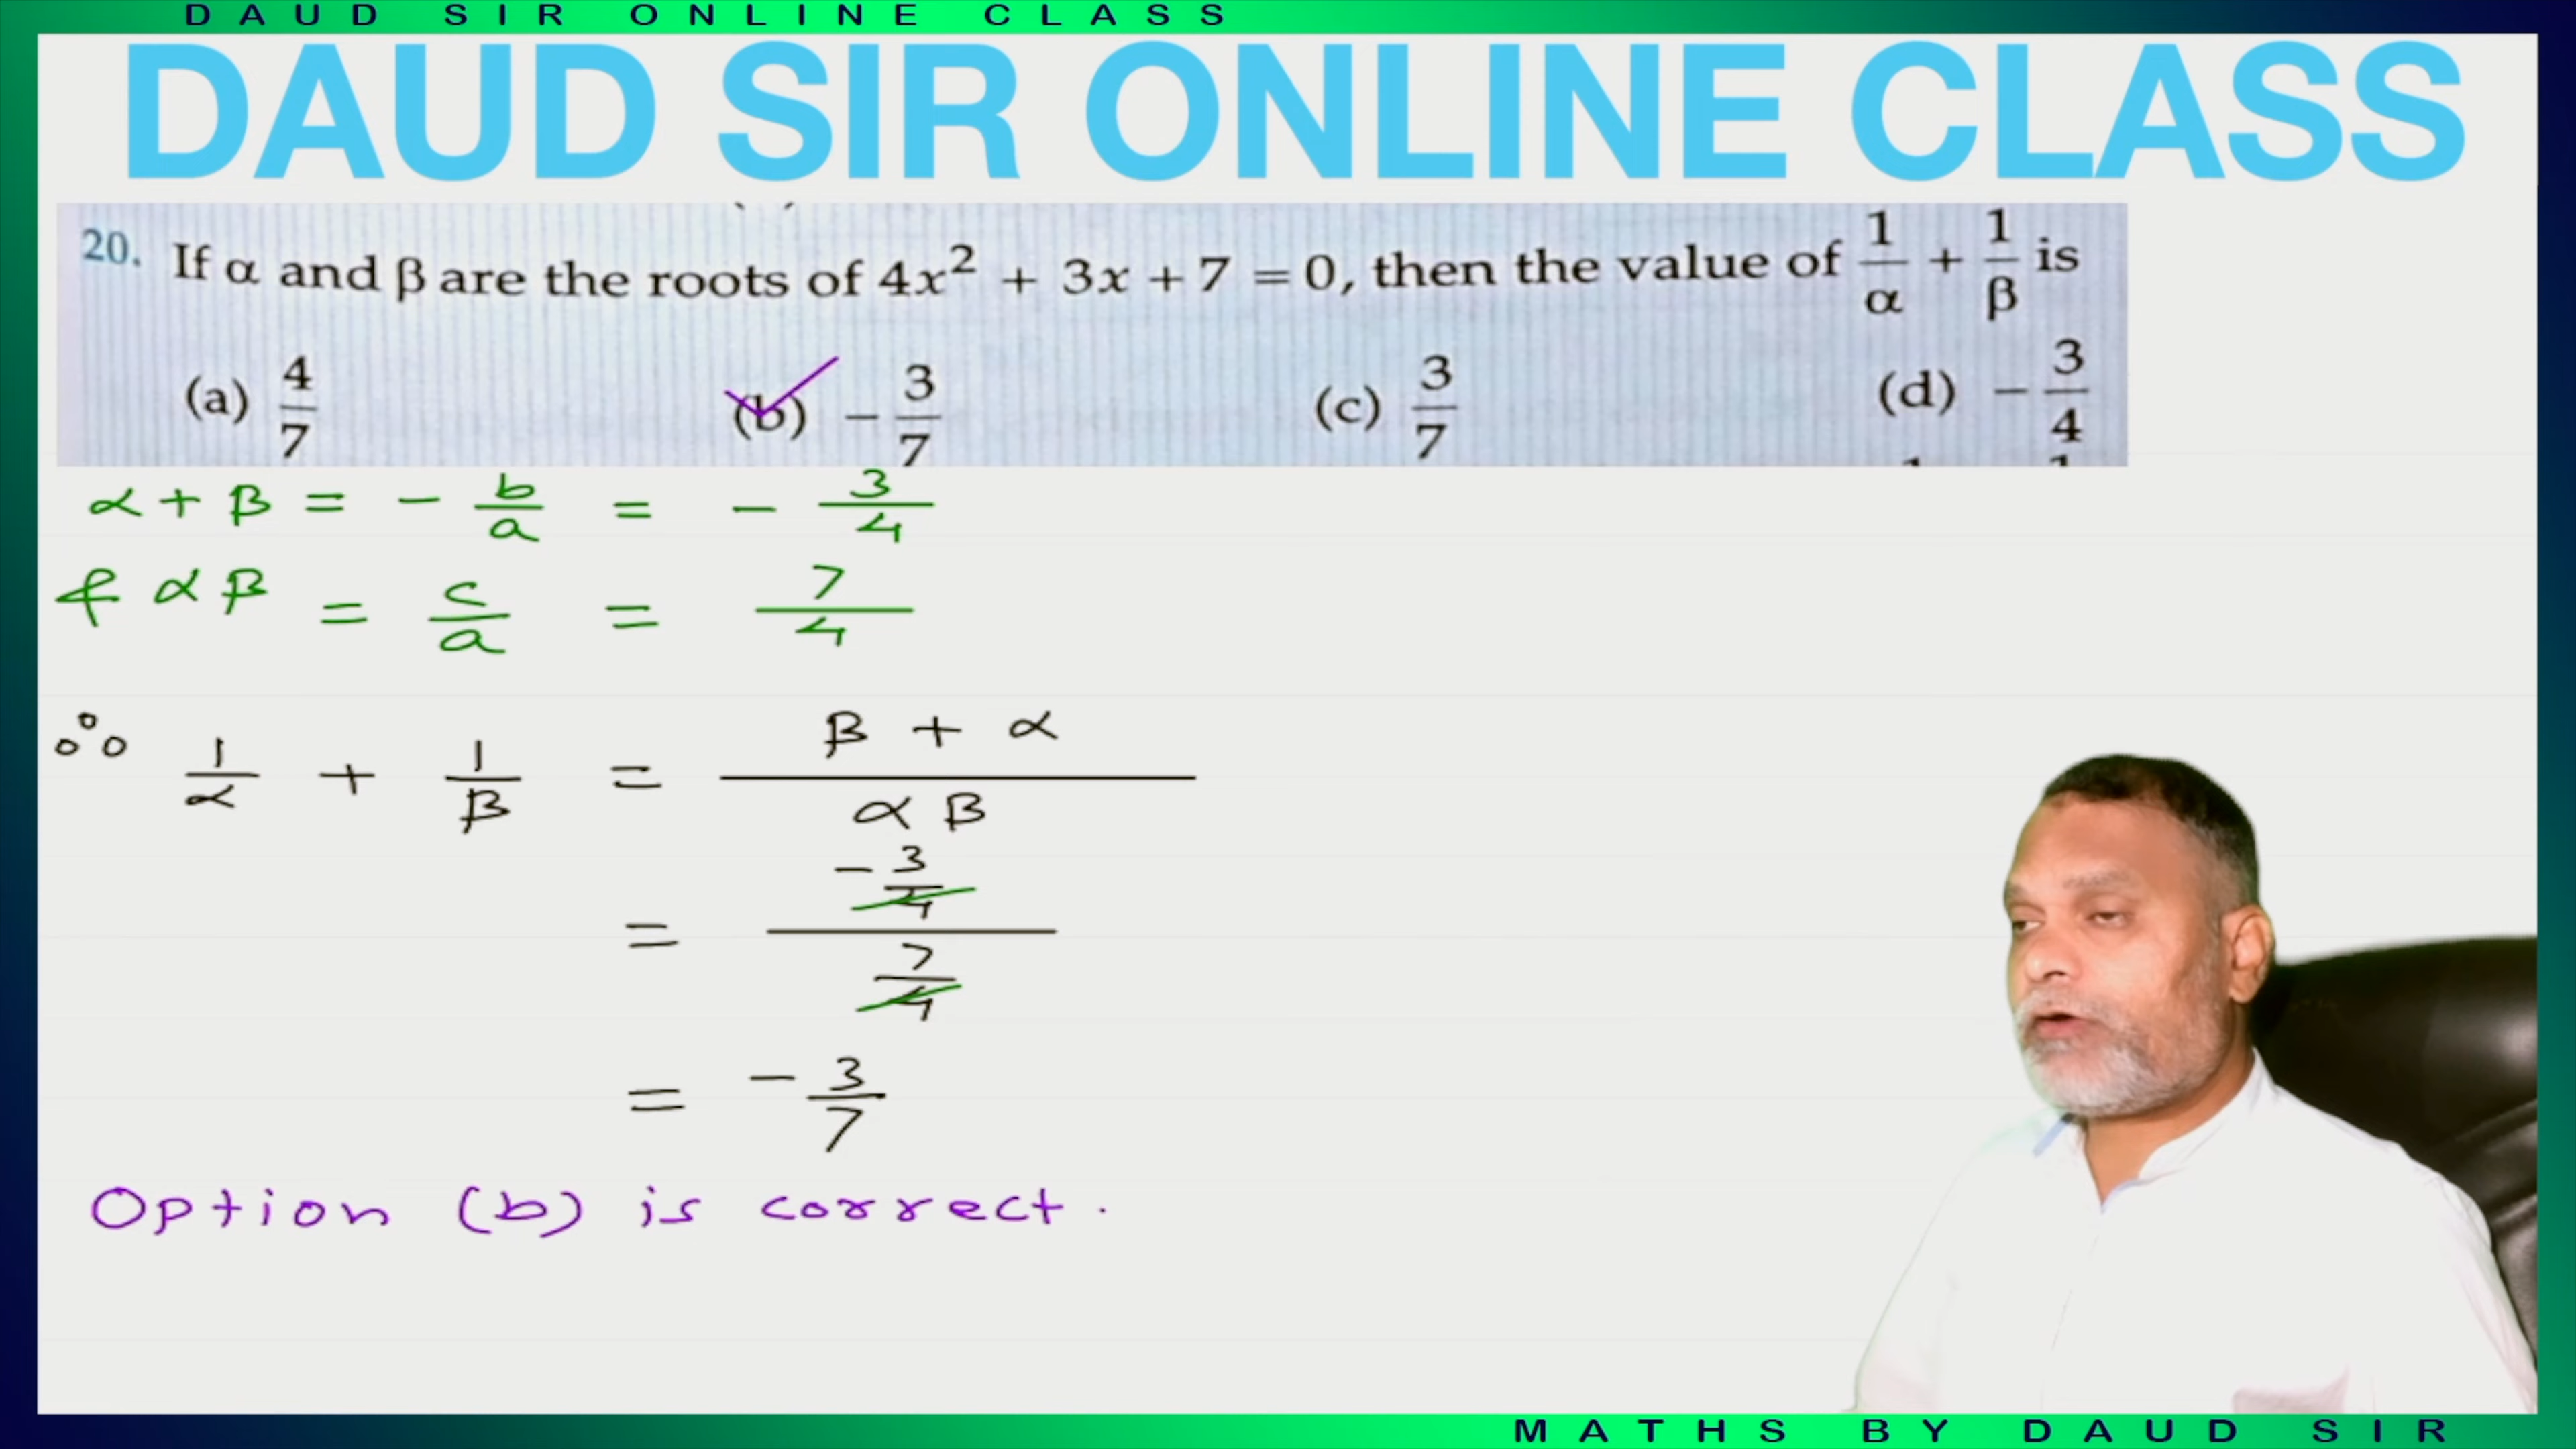 DAUD SIR ONLINE CLASS
DAUD SIR ONLINE CLASS
20. If α and β are the roots of 4x² + 3x + 7 = 0, then the value of 1/α + 1/β is
(a) 4/7 (b) - 3/7 (c) 3/7 (d) - 3/4
α + β = - b/a = - 3/4
& αβ = c/a = 7/4
∴ 1/α + 1/β = (β + α)/(αβ)
= (-3/4)/(7/4)
= - 3/7
Option (b) is correct.
MATHS BY DAUD SIR